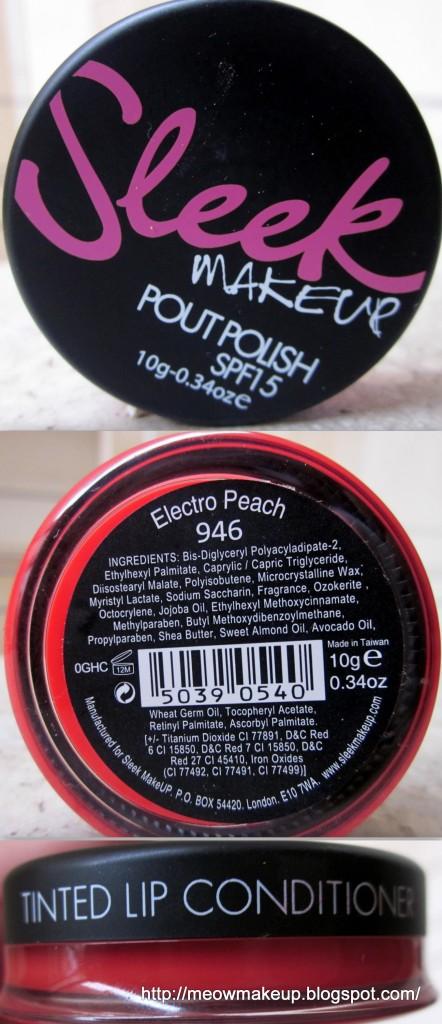 Sleek
MAKEUP
POUT POLISH
SPF15
10g-0.34oz e
Electro Peach
946
INGREDIENTS: Bis-Diglyceryl Polyacyladipate-2,
Ethylhexyl Palmitate, Caprylic / Capric Triglyceride,
Diisostearyl Malate, Polyisobutene, Microcrystalline Wax,
Myristyl Lactate, Sodium Saccharin, Fragrance, Ozokerite,
Octocrylene, Jojoba Oil, Ethylhexyl Methoxycinnamate,
Methylparaben, Butyl Methoxydibenzoylmethane,
Propylparaben, Shea Butter, Sweet Almond Oil, Avocado Oil,
Made in Taiwan
0GHC 12M
10g e
0.34oz
5039 0540
Wheat Germ Oil, Tocopheryl Acetate,
Retinyl Palmitate, Ascorbyl Palmitate.
[+/- Titanium Dioxide CI 77891, D&C Red
6 CI 15850, D&C Red 7 CI 15850, D&C
Red 27 CI 45410, Iron Oxides
(CI 77492, CI 77491, CI 77499)]
Manufactured for Sleek MakeUP. P.O. BOX 54420. London. E10 7WA. www.sleekmakeup.com
TINTED LIP CONDITIONER
http://meowmakeup.blogspot.com/